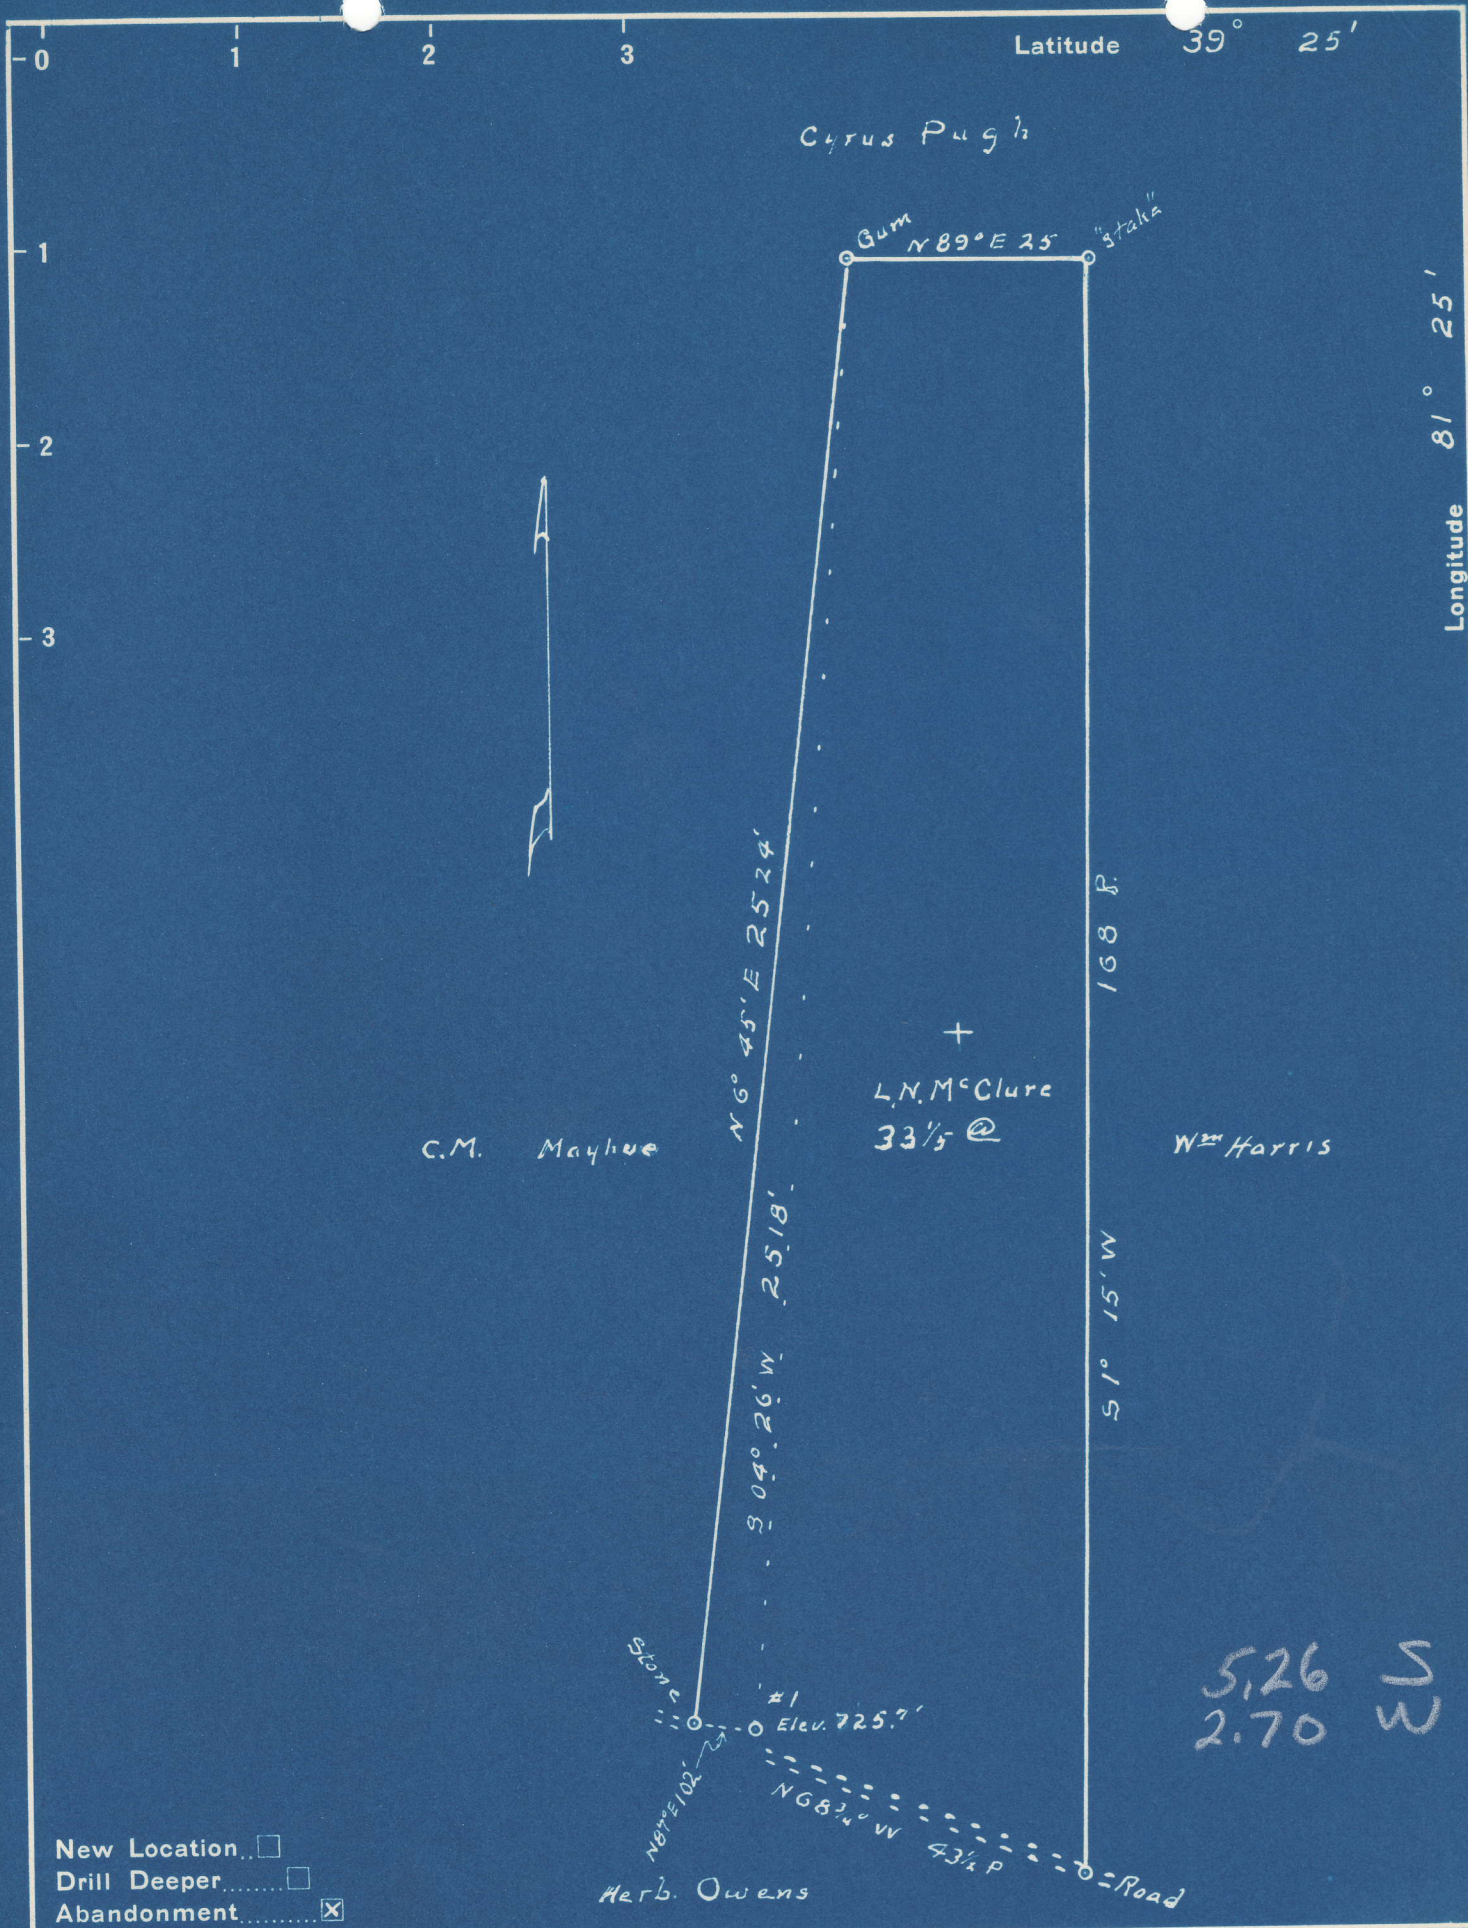 0 1 2 3 Latitude 39° 25'
Cyrus Pugh
Gum N 89° E 25 "stake"
1
2
3
Longitude 81° 25'
N 6° 45' E 2524'
168 P.
L.N. McClure
33 1/5 @
C.M. Mayhue
Wm Harris
S 04° 26' W 2518'
S 1° 15' W
Stone
#1
Elev. 725.7'
5.26 S
2.70 W
N 87° E 102'
N 68 3/4° W 43 1/2 P
Road
Herb. Owens
New Location
Drill Deeper
Abandonment X